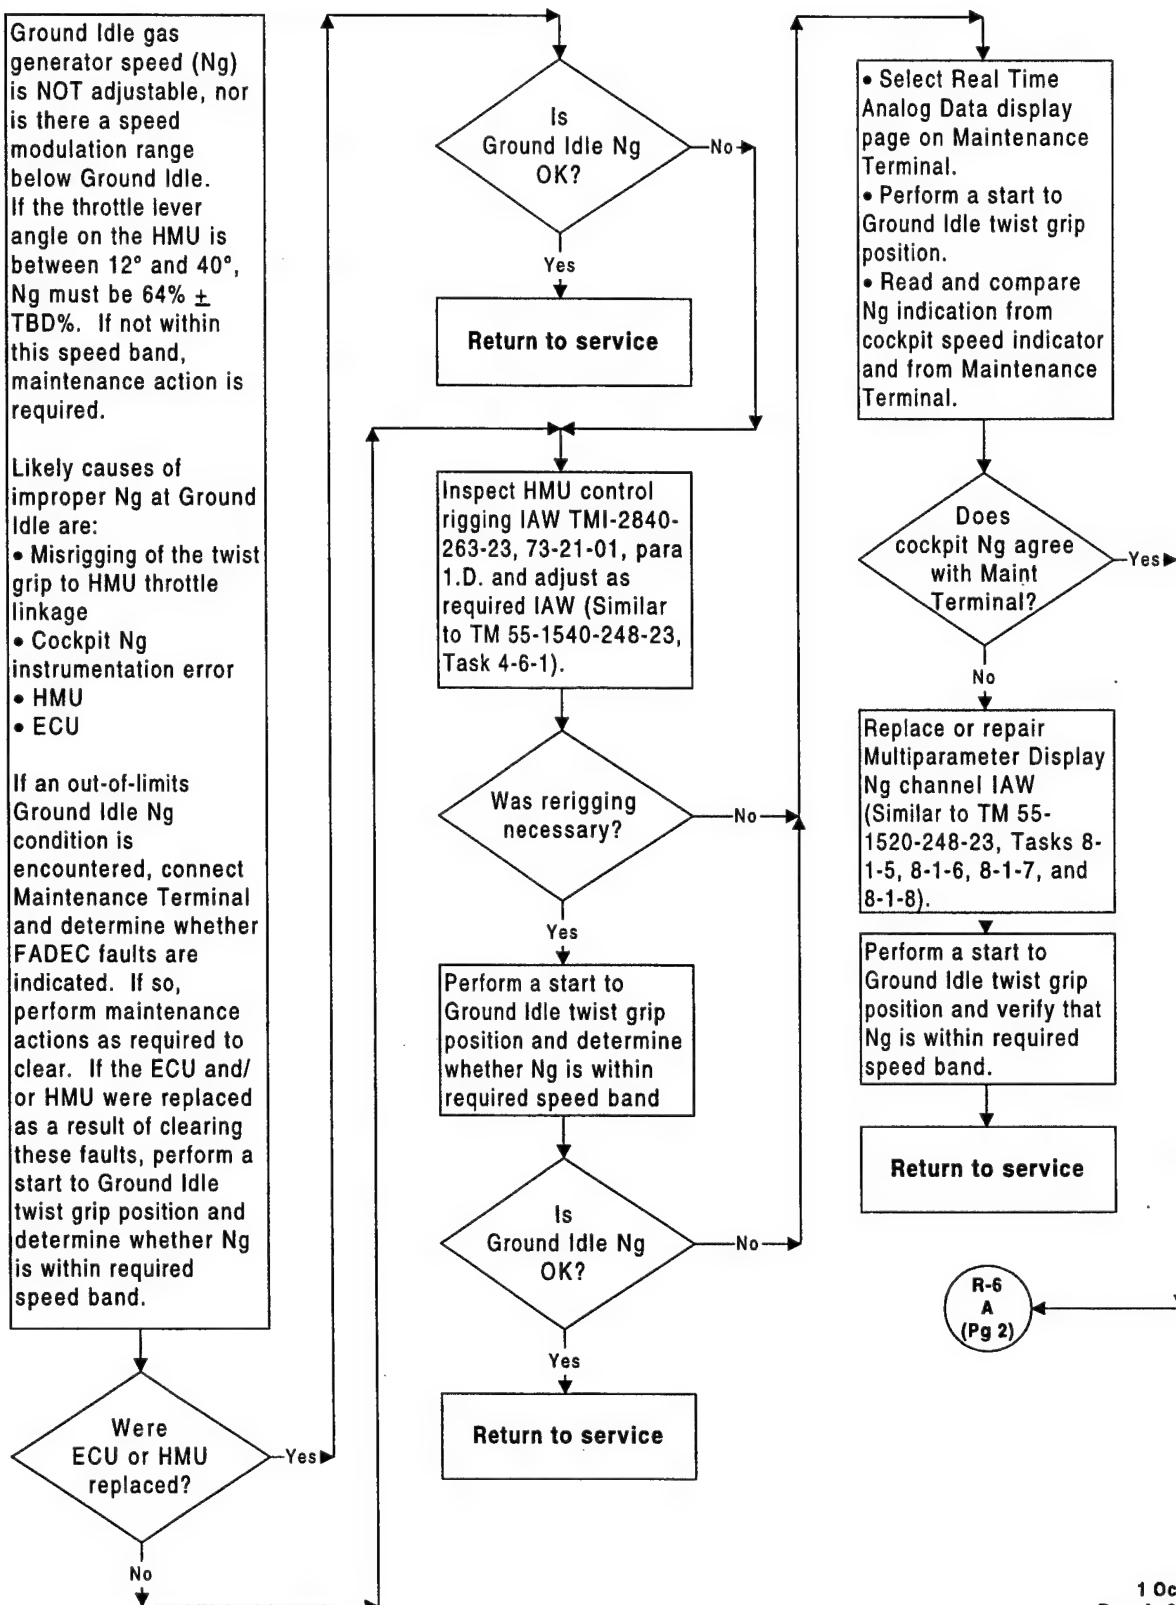 Ground Idle gas
generator speed (Ng)
is NOT adjustable, nor
is there a speed
modulation range
below Ground Idle.
If the throttle lever
angle on the HMU is
between 12° and 40°,
Ng must be 64% ±
TBD%. If not within
this speed band,
maintenance action is
required.
Likely causes of
improper Ng at Ground
Idle are:
• Misrigging of the twist
grip to HMU throttle
linkage
• Cockpit Ng
instrumentation error
• HMU
• ECU
If an out-of-limits
Ground Idle Ng
condition is
encountered, connect
Maintenance Terminal
and determine whether
FADEC faults are
indicated. If so,
perform maintenance
actions as required to
clear. If the ECU and/
or HMU were replaced
as a result of clearing
these faults, perform a
start to Ground Idle
twist grip position and
determine whether Ng
is within required
speed band.
Were
ECU or HMU
replaced?
Yes
No
Is
Ground Idle Ng
OK?
No
Yes
Return to service
Inspect HMU control
rigging IAW TMI-2840-
263-23, 73-21-01, para
1.D. and adjust as
required IAW (Similar
to TM 55-1540-248-23,
Task 4-6-1).
Was rerigging
necessary?
No
Yes
Perform a start to
Ground Idle twist grip
position and determine
whether Ng is within
required speed band
Is
Ground Idle Ng
OK?
No
Yes
Return to service
• Select Real Time
Analog Data display
page on Maintenance
Terminal.
• Perform a start to
Ground Idle twist grip
position.
• Read and compare
Ng indication from
cockpit speed indicator
and from Maintenance
Terminal.
Does
cockpit Ng agree
with Maint
Terminal?
Yes
No
Replace or repair
Multiparameter Display
Ng channel IAW
(Similar to TM 55-
1520-248-23, Tasks 8-
1-5, 8-1-6, 8-1-7, and
8-1-8).
Perform a start to
Ground Idle twist grip
position and verify that
Ng is within required
speed band.
Return to service
R-6
A
(Pg 2)
1 Oc